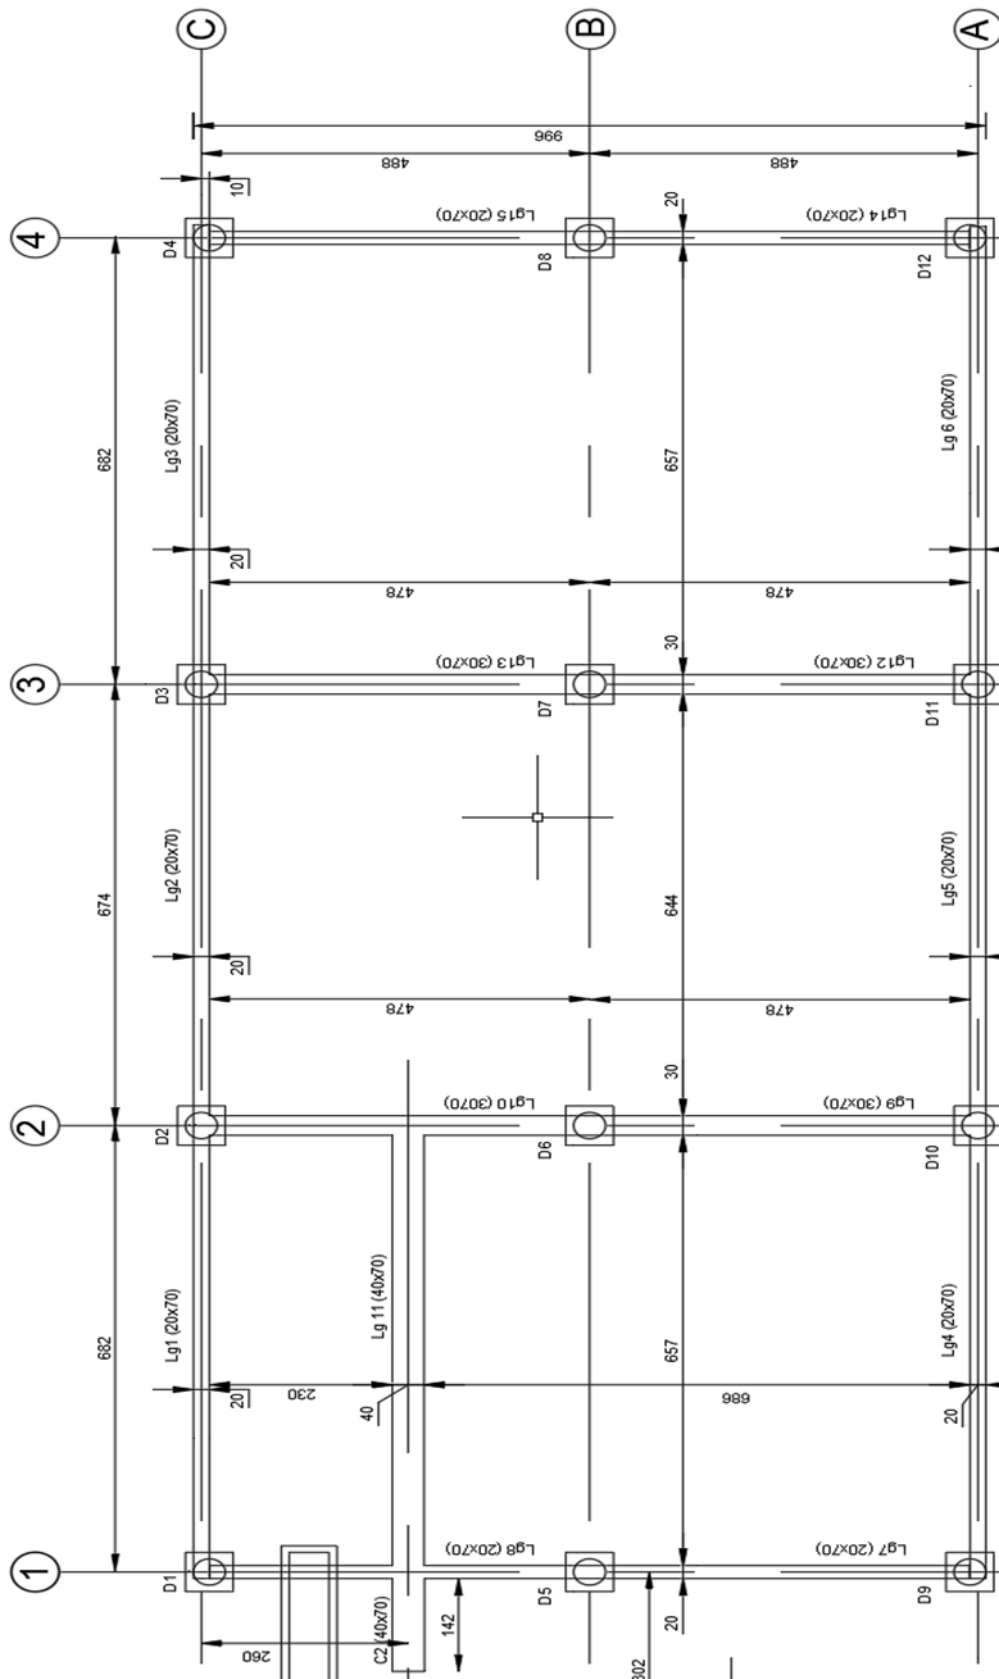 C
B
A
996
488
488
10
20
4
D4
Lg15 (20x70)
D8
Lg14 (20x70)
D12
682
Lg3 (20x70)
657
Lg 6 (20x70)
20
478
478
30
3
D3
Lg13 (30x70)
D7
Lg12 (30x70)
D11
674
Lg2 (20x70)
644
Lg5 (20x70)
20
478
478
30
2
D2
Lg10 (3070)
D6
Lg9 (30x70)
D10
682
Lg1 (20x70)
Lg 11 (40x70)
657
Lg4 (20x70)
20
230
40
686
20
1
D1
Lg8 (20x70)
D5
Lg7 (20x70)
D9
260
C2 (40x70)
142
20
302